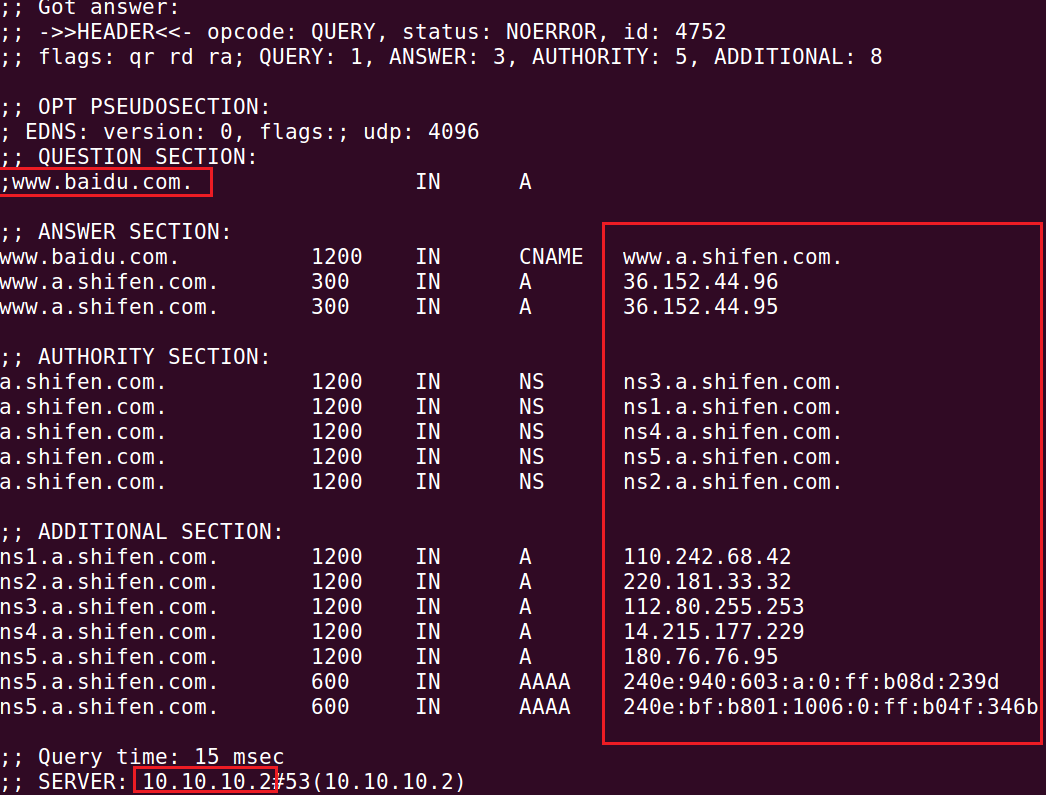 ;; Got answer:
;; ->>HEADER<<- opcode: QUERY, status: NOERROR, id: 4752
;; flags: qr rd ra; QUERY: 1, ANSWER: 3, AUTHORITY: 5, ADDITIONAL: 8
;; OPT PSEUDOSECTION:
; EDNS: version: 0, flags:; udp: 4096
;; QUESTION SECTION:
;www.baidu.com. IN A
;; ANSWER SECTION:
www.baidu.com. 1200 IN CNAME www.a.shifen.com.
www.a.shifen.com. 300 IN A 36.152.44.96
www.a.shifen.com. 300 IN A 36.152.44.95
;; AUTHORITY SECTION:
a.shifen.com. 1200 IN NS ns3.a.shifen.com.
a.shifen.com. 1200 IN NS ns1.a.shifen.com.
a.shifen.com. 1200 IN NS ns4.a.shifen.com.
a.shifen.com. 1200 IN NS ns5.a.shifen.com.
a.shifen.com. 1200 IN NS ns2.a.shifen.com.
;; ADDITIONAL SECTION:
ns1.a.shifen.com. 1200 IN A 110.242.68.42
ns2.a.shifen.com. 1200 IN A 220.181.33.32
ns3.a.shifen.com. 1200 IN A 112.80.255.253
ns4.a.shifen.com. 1200 IN A 14.215.177.229
ns5.a.shifen.com. 1200 IN A 180.76.76.95
ns5.a.shifen.com. 600 IN AAAA 240e:940:603:a:0:ff:b08d:239d
ns5.a.shifen.com. 600 IN AAAA 240e:bf:b801:1006:0:ff:b04f:346b
;; Query time: 15 msec
;; SERVER: 10.10.10.2#53(10.10.10.2)